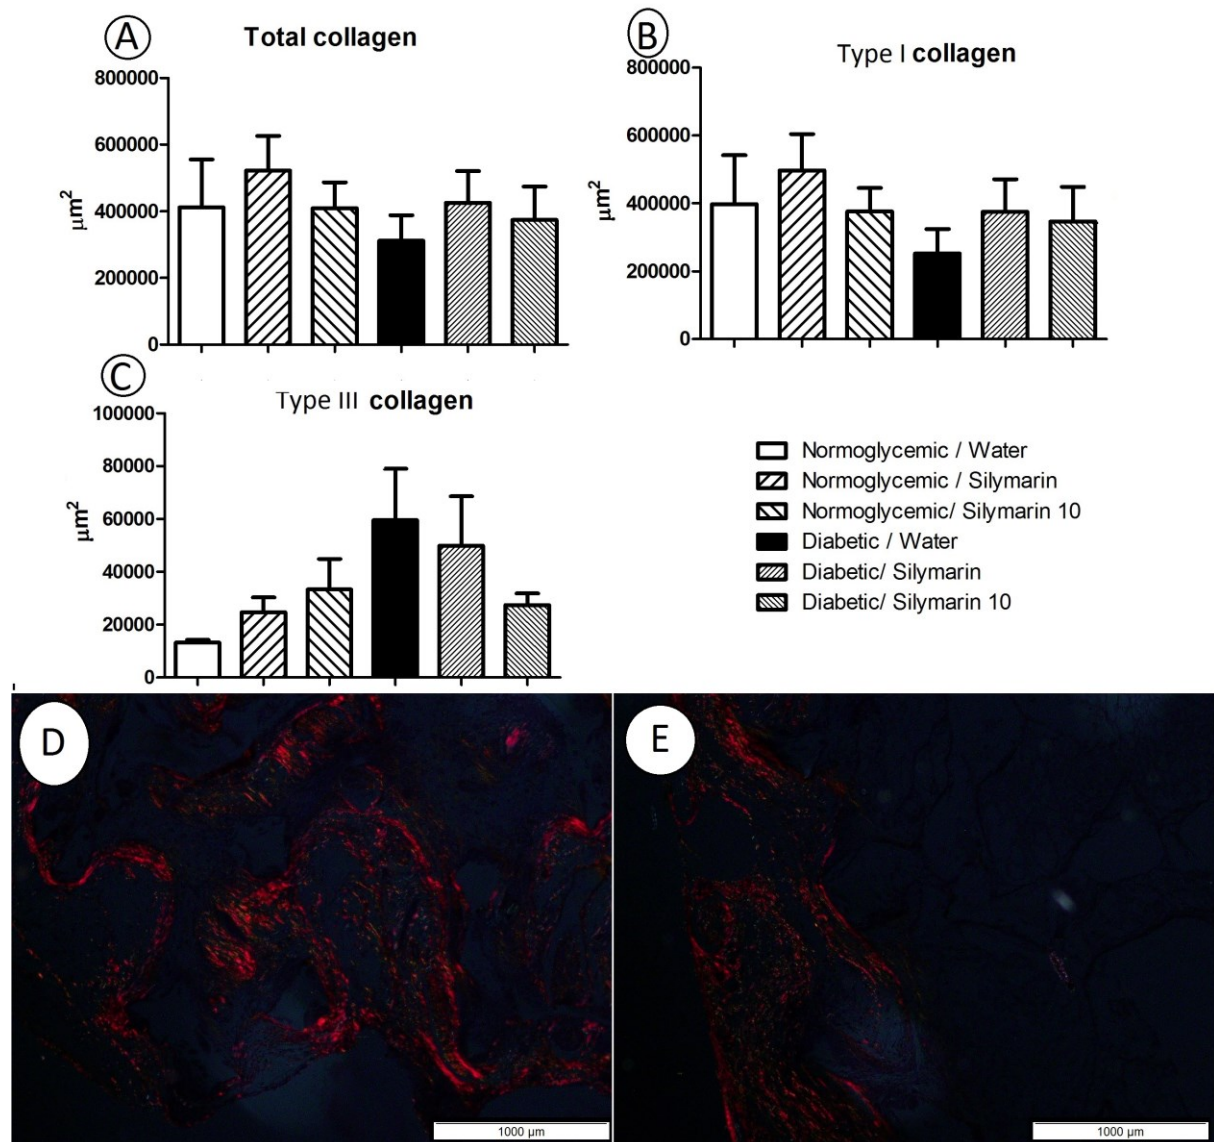 A
Total collagen
800000
600000
400000
200000
0
μm²
B
Type I collagen
800000
600000
400000
200000
0
μm²
C
Type III collagen
100000
80000
60000
40000
20000
0
μm²
Normoglycemic / Water
Normoglycemic / Silymarin
Normoglycemic/ Silymarin 10
Diabetic / Water
Diabetic/ Silymarin
Diabetic/ Silymarin 10
D
1000 μm
E
1000 μm